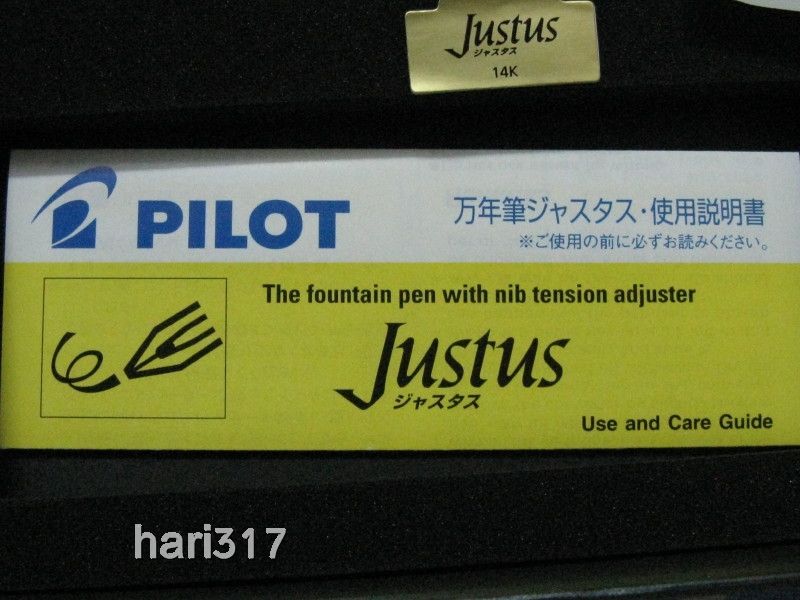 Justus
ジャスタス
14K
PILOT
万年筆ジャスタス・使用説明書
※ご使用の前に必ずお読みください。
The fountain pen with nib tension adjuster
Justus
ジャスタス
Use and Care Guide
hari317